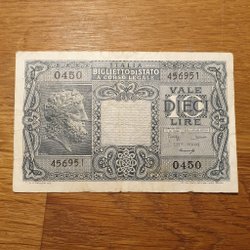 ITALIA
0450 BIGLIETTO DI STATO 456951
A CORSO LEGALE
VALE
DIECI
LIRE
456951 0450